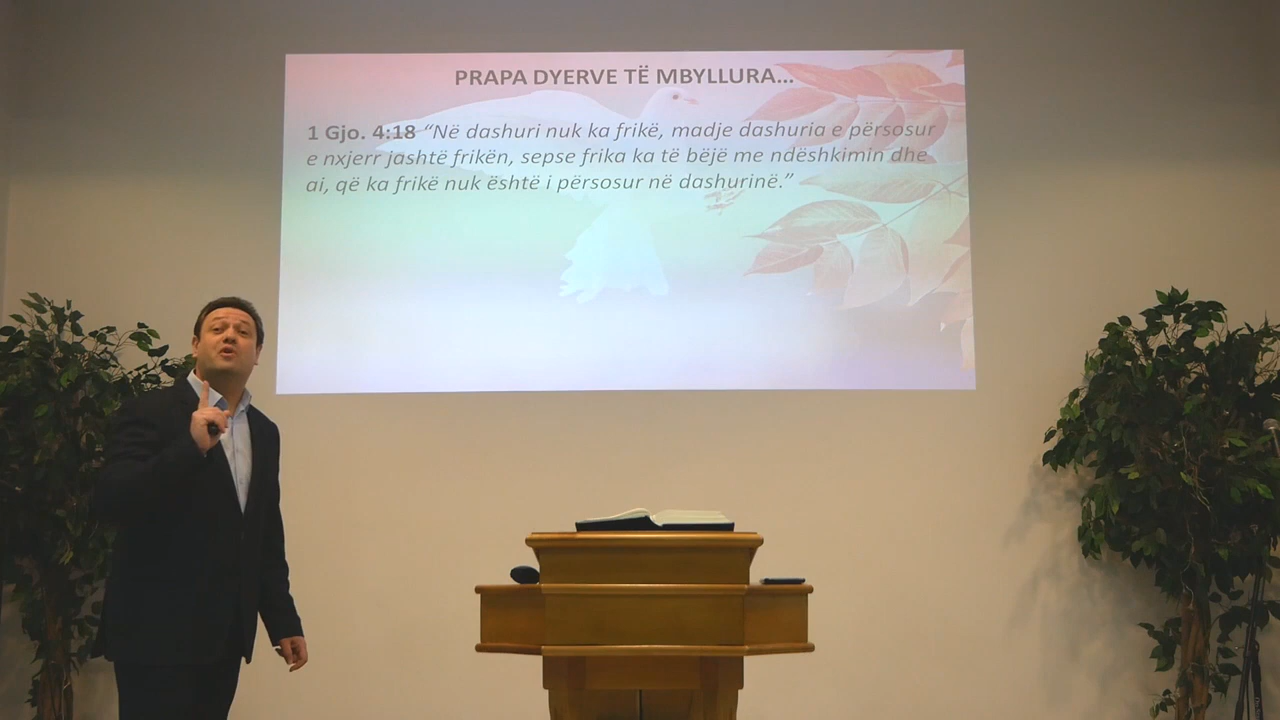 PRAPA DYERVE TË MBYLLURA...
1 Gjo. 4:18 “Në dashuri nuk ka frikë, madje dashuria e përsosur
e nxjerr jashtë frikën, sepse frika ka të bëjë me ndëshkimin dhe
ai, që ka frikë nuk është i përsosur në dashurinë.”